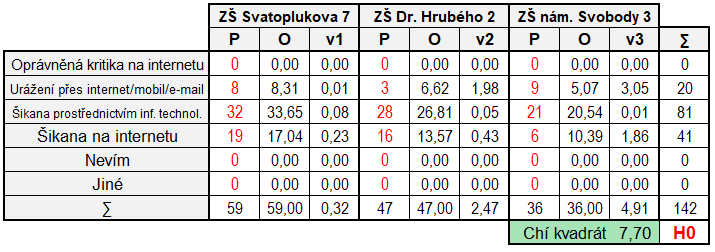 ZŠ Svatoplukova 7 ZŠ Dr. Hrubého 2 ZŠ nám. Svobody 3
P O v1 P O v2 P O v3 ∑
Oprávněná kritika na internetu 0 0,00 0,00 0 0,00 0,00 0 0,00 0,00 0
Urážení přes internet/mobil/e-mail 8 8,31 0,01 3 6,62 1,98 9 5,07 3,05 20
Šikana prostřednictvím inf. technol. 32 33,65 0,08 28 26,81 0,05 21 20,54 0,01 81
Šikana na internetu 19 17,04 0,23 16 13,57 0,43 6 10,39 1,86 41
Nevím 0 0,00 0,00 0 0,00 0,00 0 0,00 0,00 0
Jiné 0 0,00 0,00 0 0,00 0,00 0 0,00 0,00 0
∑ 59 59,00 0,32 47 47,00 2,47 36 36,00 4,91 142
Chí kvadrát 7,70 H0